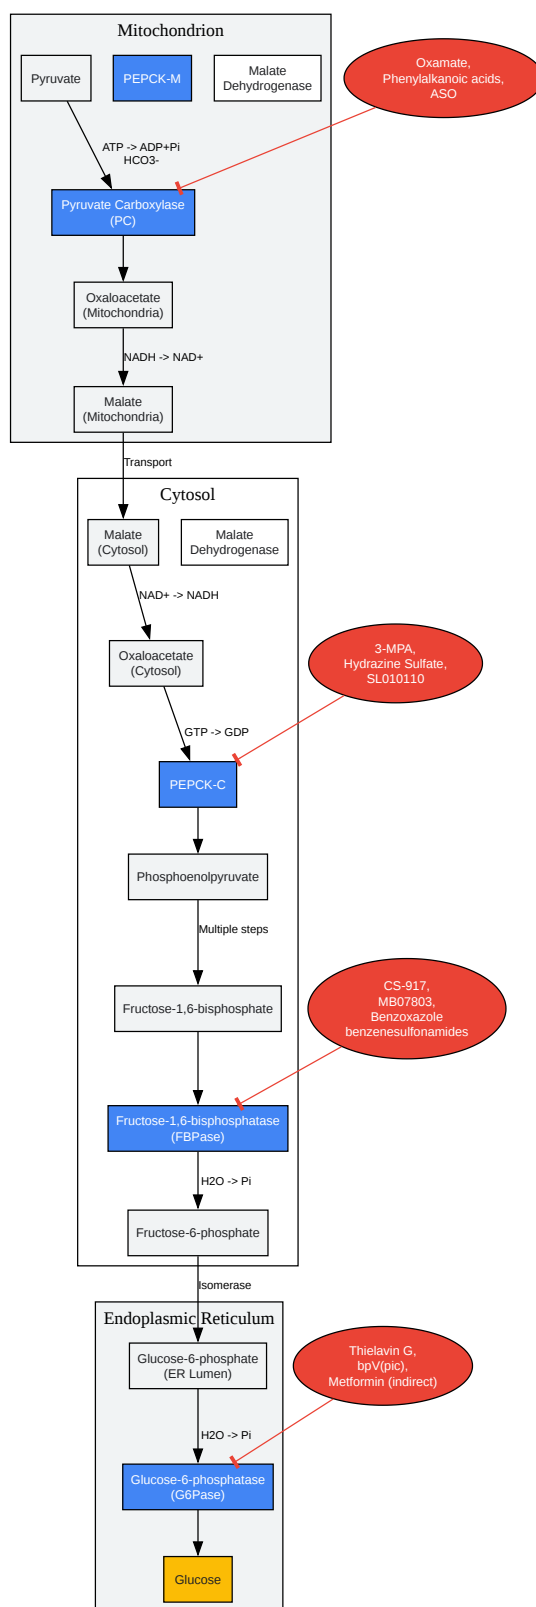 Mitochondrion
Pyruvate
PEPCK-M
Malate
Dehydrogenase
Oxamate,
Phenylalkanoic acids,
ASO
ATP -> ADP+Pi
HCO3-
Pyruvate Carboxylase
(PC)
Oxaloacetate
(Mitochondria)
NADH -> NAD+
Malate
(Mitochondria)
Transport
Cytosol
Malate
(Cytosol)
Malate
Dehydrogenase
NAD+ -> NADH
Oxaloacetate
(Cytosol)
3-MPA,
Hydrazine Sulfate,
SL010110
GTP -> GDP
PEPCK-C
Phosphoenolpyruvate
Multiple steps
Fructose-1,6-bisphosphate
CS-917,
MB07803,
Benzoxazole
benzenesulfonamides
Fructose-1,6-bisphosphatase
(FBPase)
H2O -> Pi
Fructose-6-phosphate
Isomerase
Endoplasmic Reticulum
Glucose-6-phosphate
(ER Lumen)
Thielavin G,
bpV(pic),
Metformin (indirect)
H2O -> Pi
Glucose-6-phosphatase
(G6Pase)
Glucose